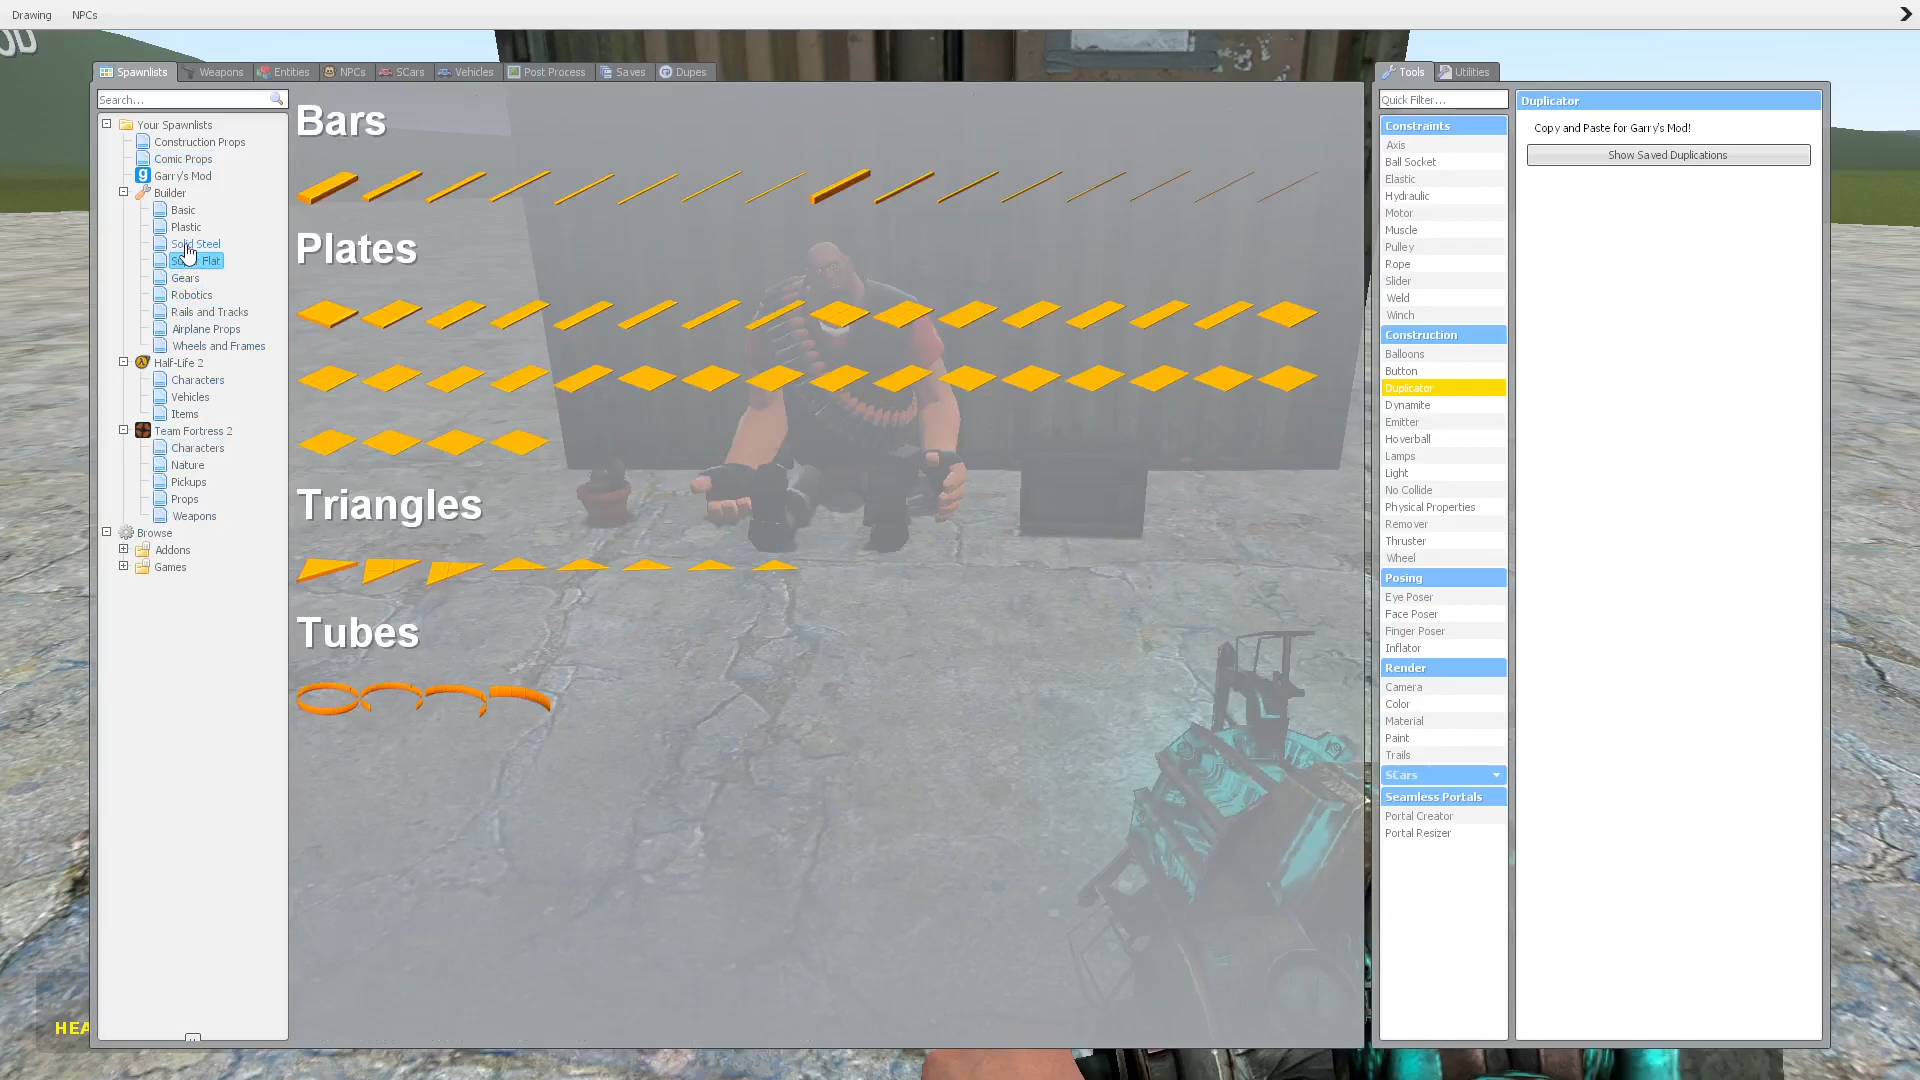 Drawing NPCs
Spawnlists Weapons Entities NPCs SCars Vehicles Post Process Saves Dupes
Tools Utilities
Search...
Your Spawnlists
Construction Props
Comic Props
Garry's Mod
Builder
Basic
Plastic
Solid Steel
Gears
Robotics
Rails and Tracks
Airplane Props
Wheels and Frames
Half-Life 2
Characters
Vehicles
Items
Team Fortress 2
Characters
Nature
Pickups
Props
Weapons
Browse
Addons
Games
Bars
Plates
Triangles
Tubes
Quick Filter...
Constraints
Axis
Ball Socket
Elastic
Hydraulic
Motor
Muscle
Pulley
Rope
Slider
Weld
Winch
Construction
Balloons
Button
Duplicator
Dynamite
Emitter
Hoverball
Lamps
Light
No Collide
Physical Properties
Remover
Thruster
Wheel
Posing
Eye Poser
Face Poser
Finger Poser
Inflator
Render
Camera
Color
Material
Paint
Trails
SCars
Seamless Portals
Portal Creator
Portal Resizer
Duplicator
Copy and Paste for Garry's Mod!
Show Saved Duplications
HEA